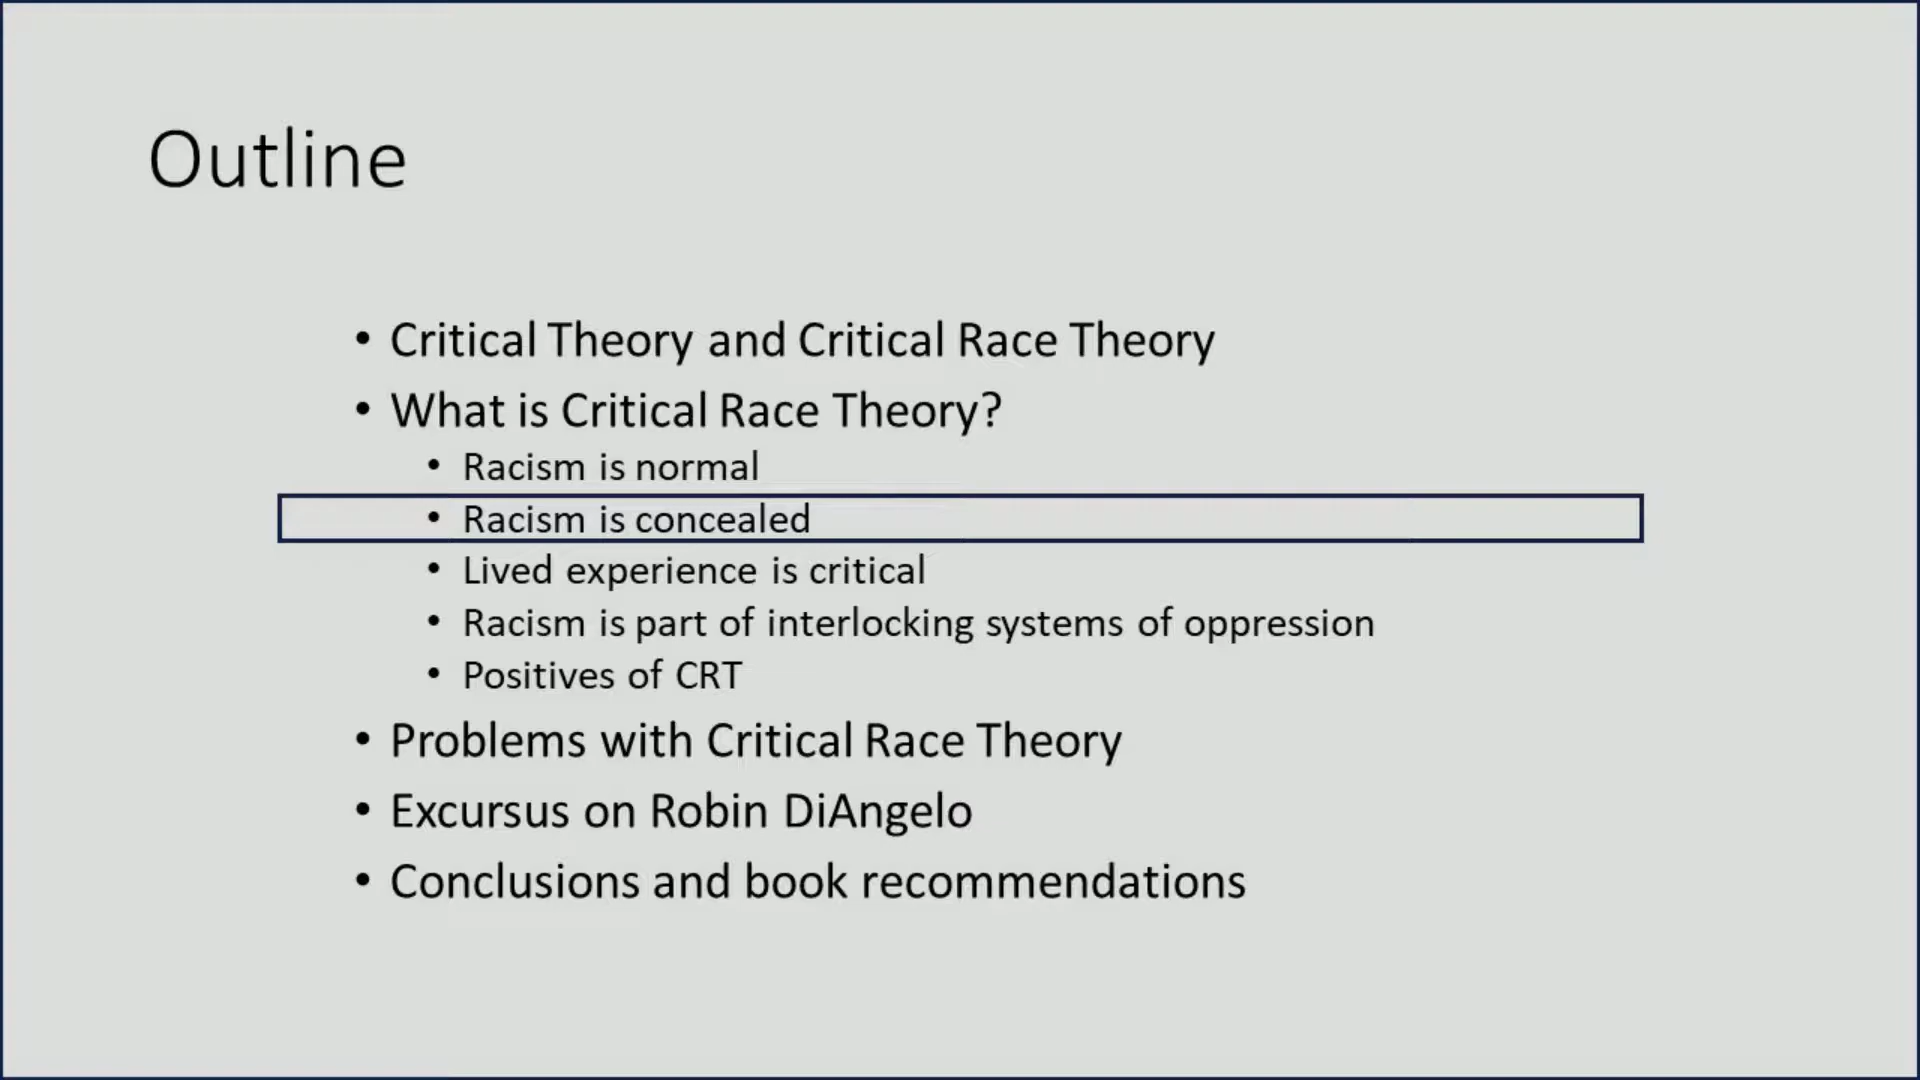 Outline
• Critical Theory and Critical Race Theory
• What is Critical Race Theory?
• Racism is normal
• Racism is concealed
• Lived experience is critical
• Racism is part of interlocking systems of oppression
• Positives of CRT
• Problems with Critical Race Theory
• Excursus on Robin DiAngelo
• Conclusions and book recommendations